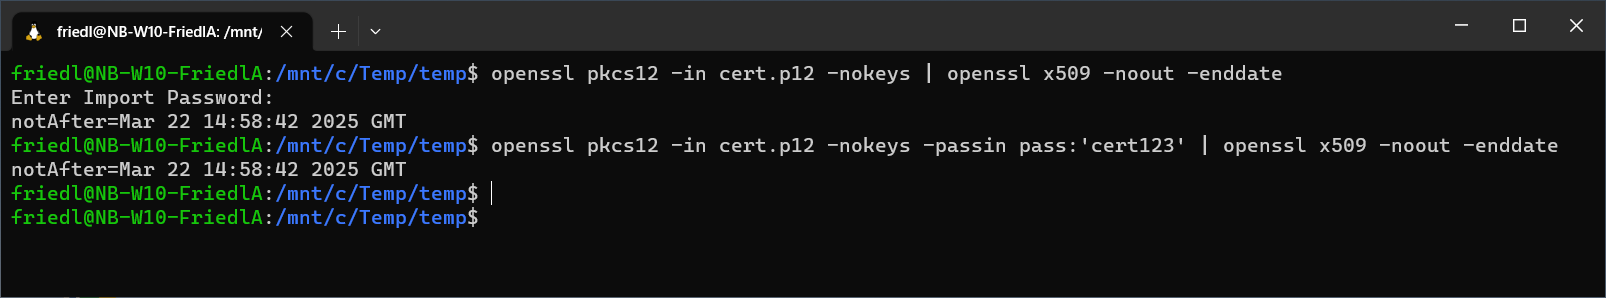 friedl@NB-W10-FriedlA: /mnt/
friedl@NB-W10-FriedlA:/mnt/c/Temp/temp$ openssl pkcs12 -in cert.p12 -nokeys | openssl x509 -noout -enddate
Enter Import Password:
notAfter=Mar 22 14:58:42 2025 GMT
friedl@NB-W10-FriedlA:/mnt/c/Temp/temp$ openssl pkcs12 -in cert.p12 -nokeys -passin pass:'cert123' | openssl x509 -noout -enddate
notAfter=Mar 22 14:58:42 2025 GMT
friedl@NB-W10-FriedlA:/mnt/c/Temp/temp$
friedl@NB-W10-FriedlA:/mnt/c/Temp/temp$